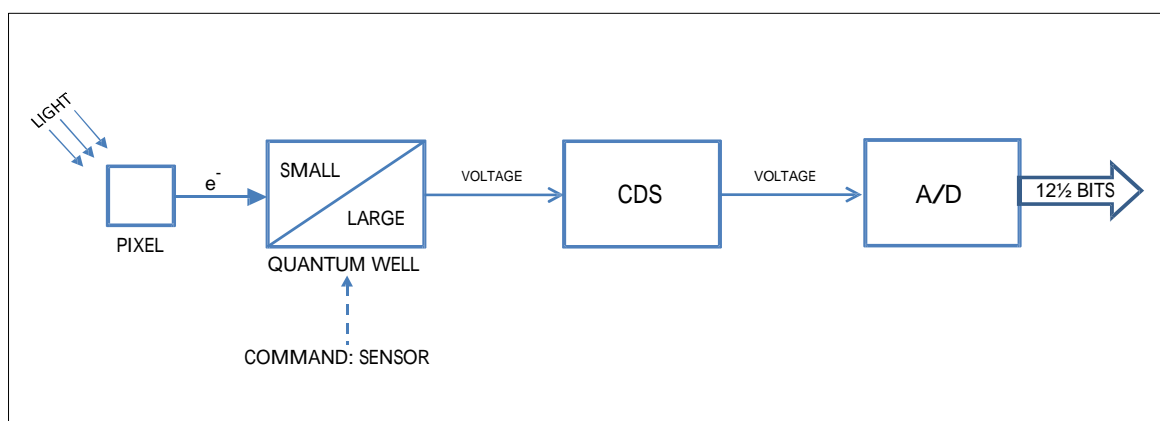 LIGHT
PIXEL
e-
SMALL
LARGE
QUANTUM WELL
COMMAND: SENSOR
VOLTAGE
CDS
VOLTAGE
A/D
12½ BITS